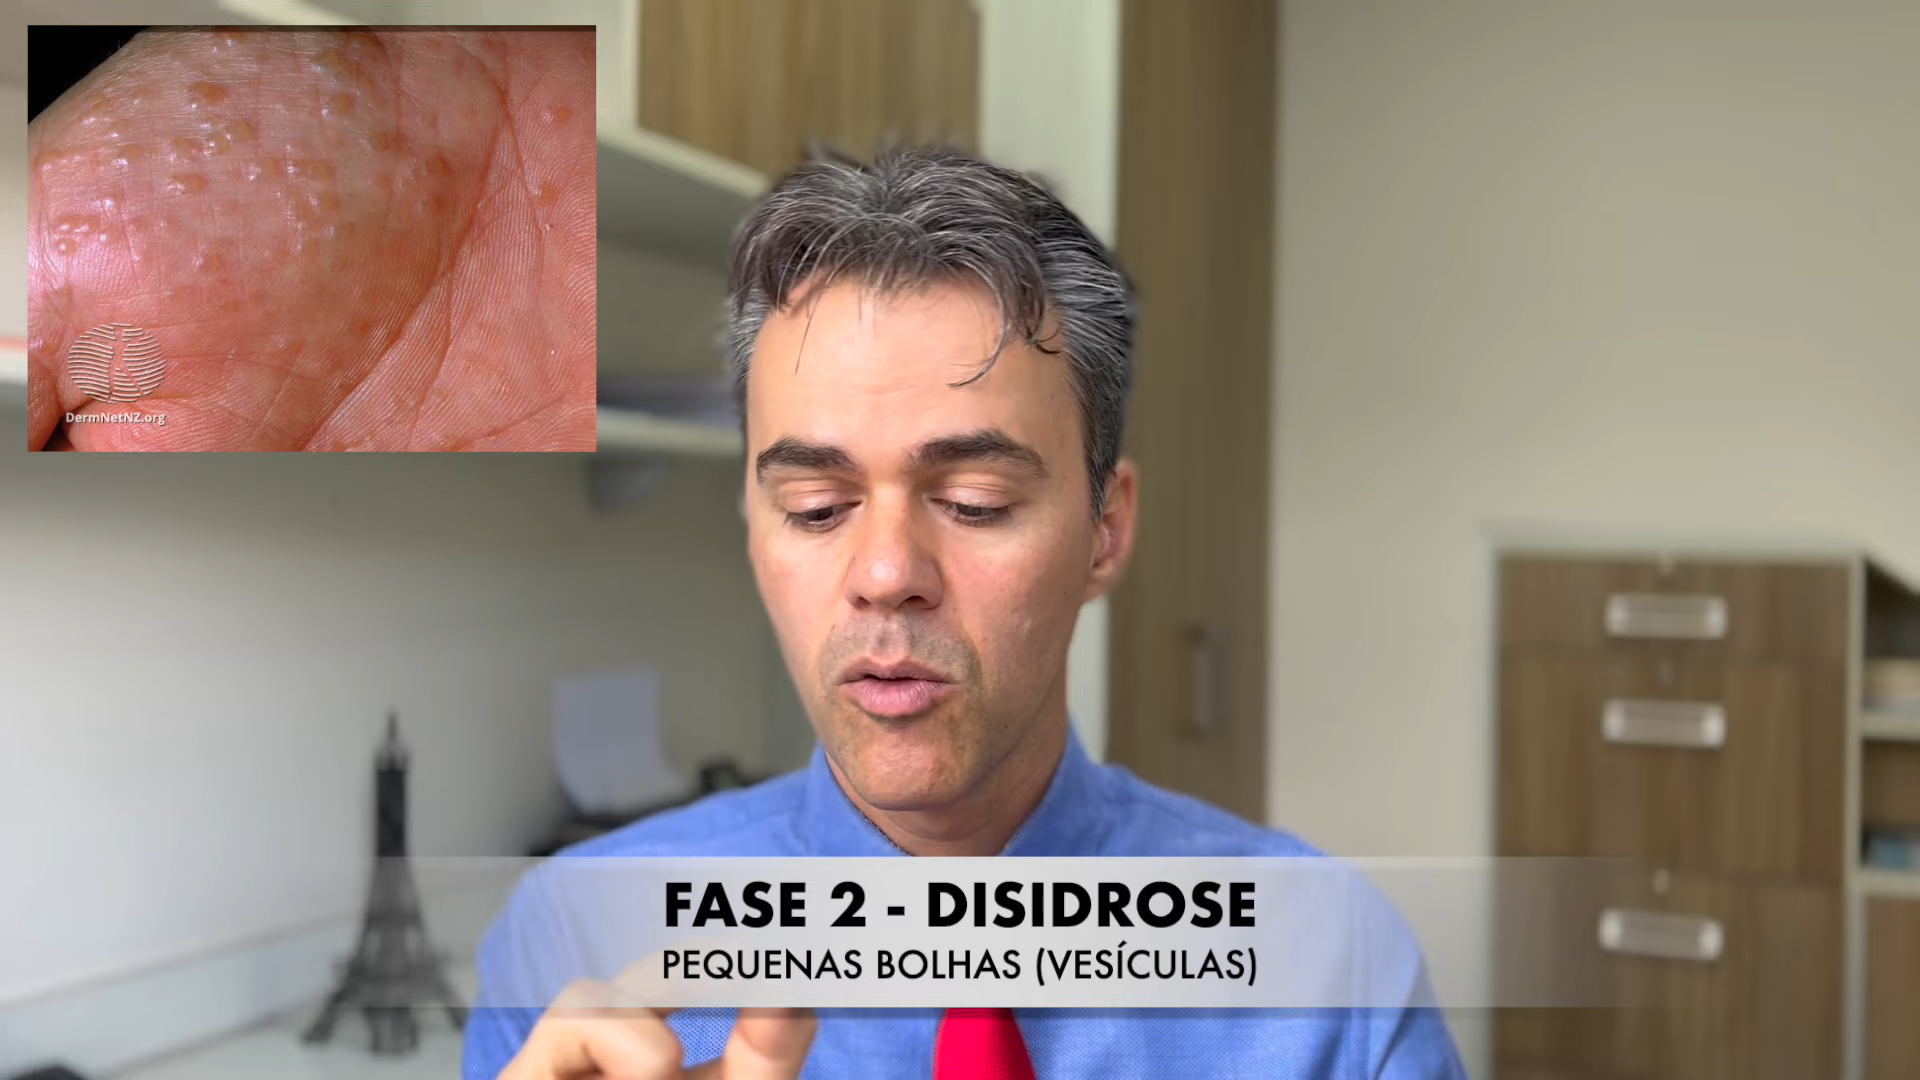 DermNetNZ.org
FASE 2 - DISIDROSE
PEQUENAS BOLHAS (VESÍCULAS)